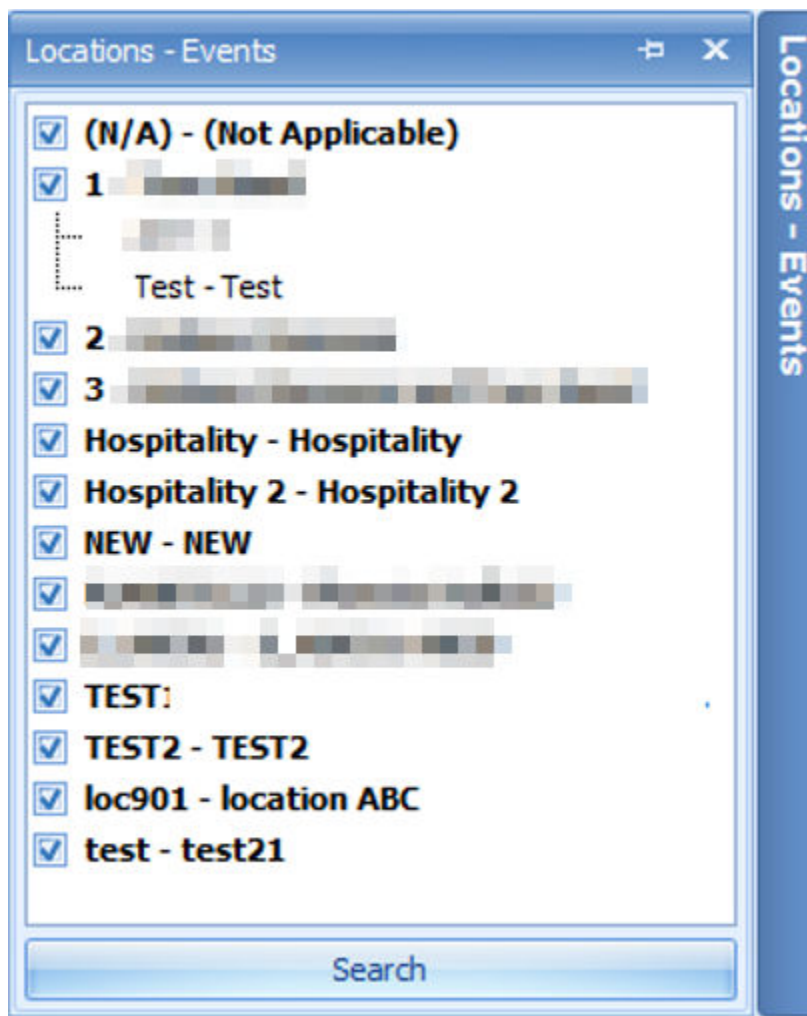 Locations - Events
(N/A) - (Not Applicable)
1
Test - Test
2
3
Hospitality - Hospitality
Hospitality 2 - Hospitality 2
NEW - NEW
TEST1
TEST2 - TEST2
loc901 - location ABC
test - test21
Search
Locations - Events